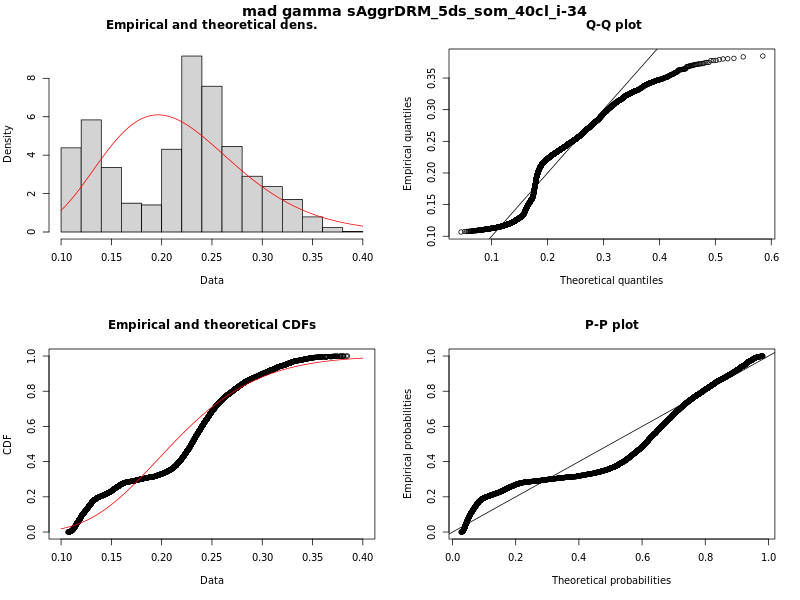 mad gamma sAggrDRM_5ds_som_40cl_i-34
Empirical and theoretical dens.
Density
0 2 4 6 8
0.10 0.15 0.20 0.25 0.30 0.35 0.40
Data
Q-Q plot
Empirical quantiles
0.10 0.15 0.20 0.25 0.30 0.35
0.1 0.2 0.3 0.4 0.5 0.6
Theoretical quantiles
Empirical and theoretical CDFs
CDF
0.0 0.2 0.4 0.6 0.8 1.0
0.10 0.15 0.20 0.25 0.30 0.35 0.40
Data
P-P plot
Empirical probabilities
0.0 0.2 0.4 0.6 0.8 1.0
0.0 0.2 0.4 0.6 0.8 1.0
Theoretical probabilities